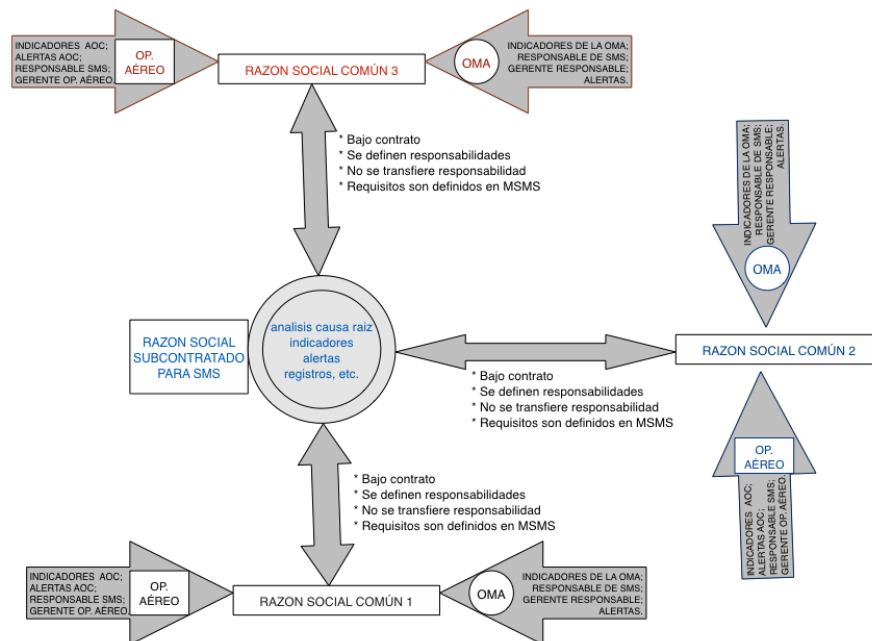 INDICADORES AOC;
ALERTAS AOC;
RESPONSABLE SMS;
GERENTE OP. AÉREO.
OP.
AÉREO
RAZON SOCIAL COMÚN 3
OMA
INDICADORES DE LA OMA;
RESPONSABLE DE SMS;
GERENTE RESPONSABLE;
ALERTAS.
* Bajo contrato
* Se definen responsabilidades
* No se transfiere responsabilidad
* Requisitos son definidos en MSMS
INDICADORES DE LA OMA;
RESPONSABLE DE SMS;
GERENTE RESPONSABLE;
ALERTAS.
OMA
RAZON SOCIAL
SUBCONTRATADO
PARA SMS
analisis causa raiz
indicadores
alertas
registros, etc.
RAZON SOCIAL COMÚN 2
* Bajo contrato
* Se definen responsabilidades
* No se transfiere responsabilidad
* Requisitos son definidos en MSMS
OP.
AÉREO
INDICADORES AOC;
ALERTAS AOC;
RESPONSABLE SMS;
GERENTE OP. AÉREO.
* Bajo contrato
* Se definen responsabilidades
* No se transfiere responsabilidad
* Requisitos son definidos en MSMS
INDICADORES AOC;
ALERTAS AOC;
RESPONSABLE SMS;
GERENTE OP. AÉREO.
OP.
AÉREO
RAZON SOCIAL COMÚN 1
OMA
INDICADORES DE LA OMA;
RESPONSABLE DE SMS;
GERENTE RESPONSABLE;
ALERTAS.